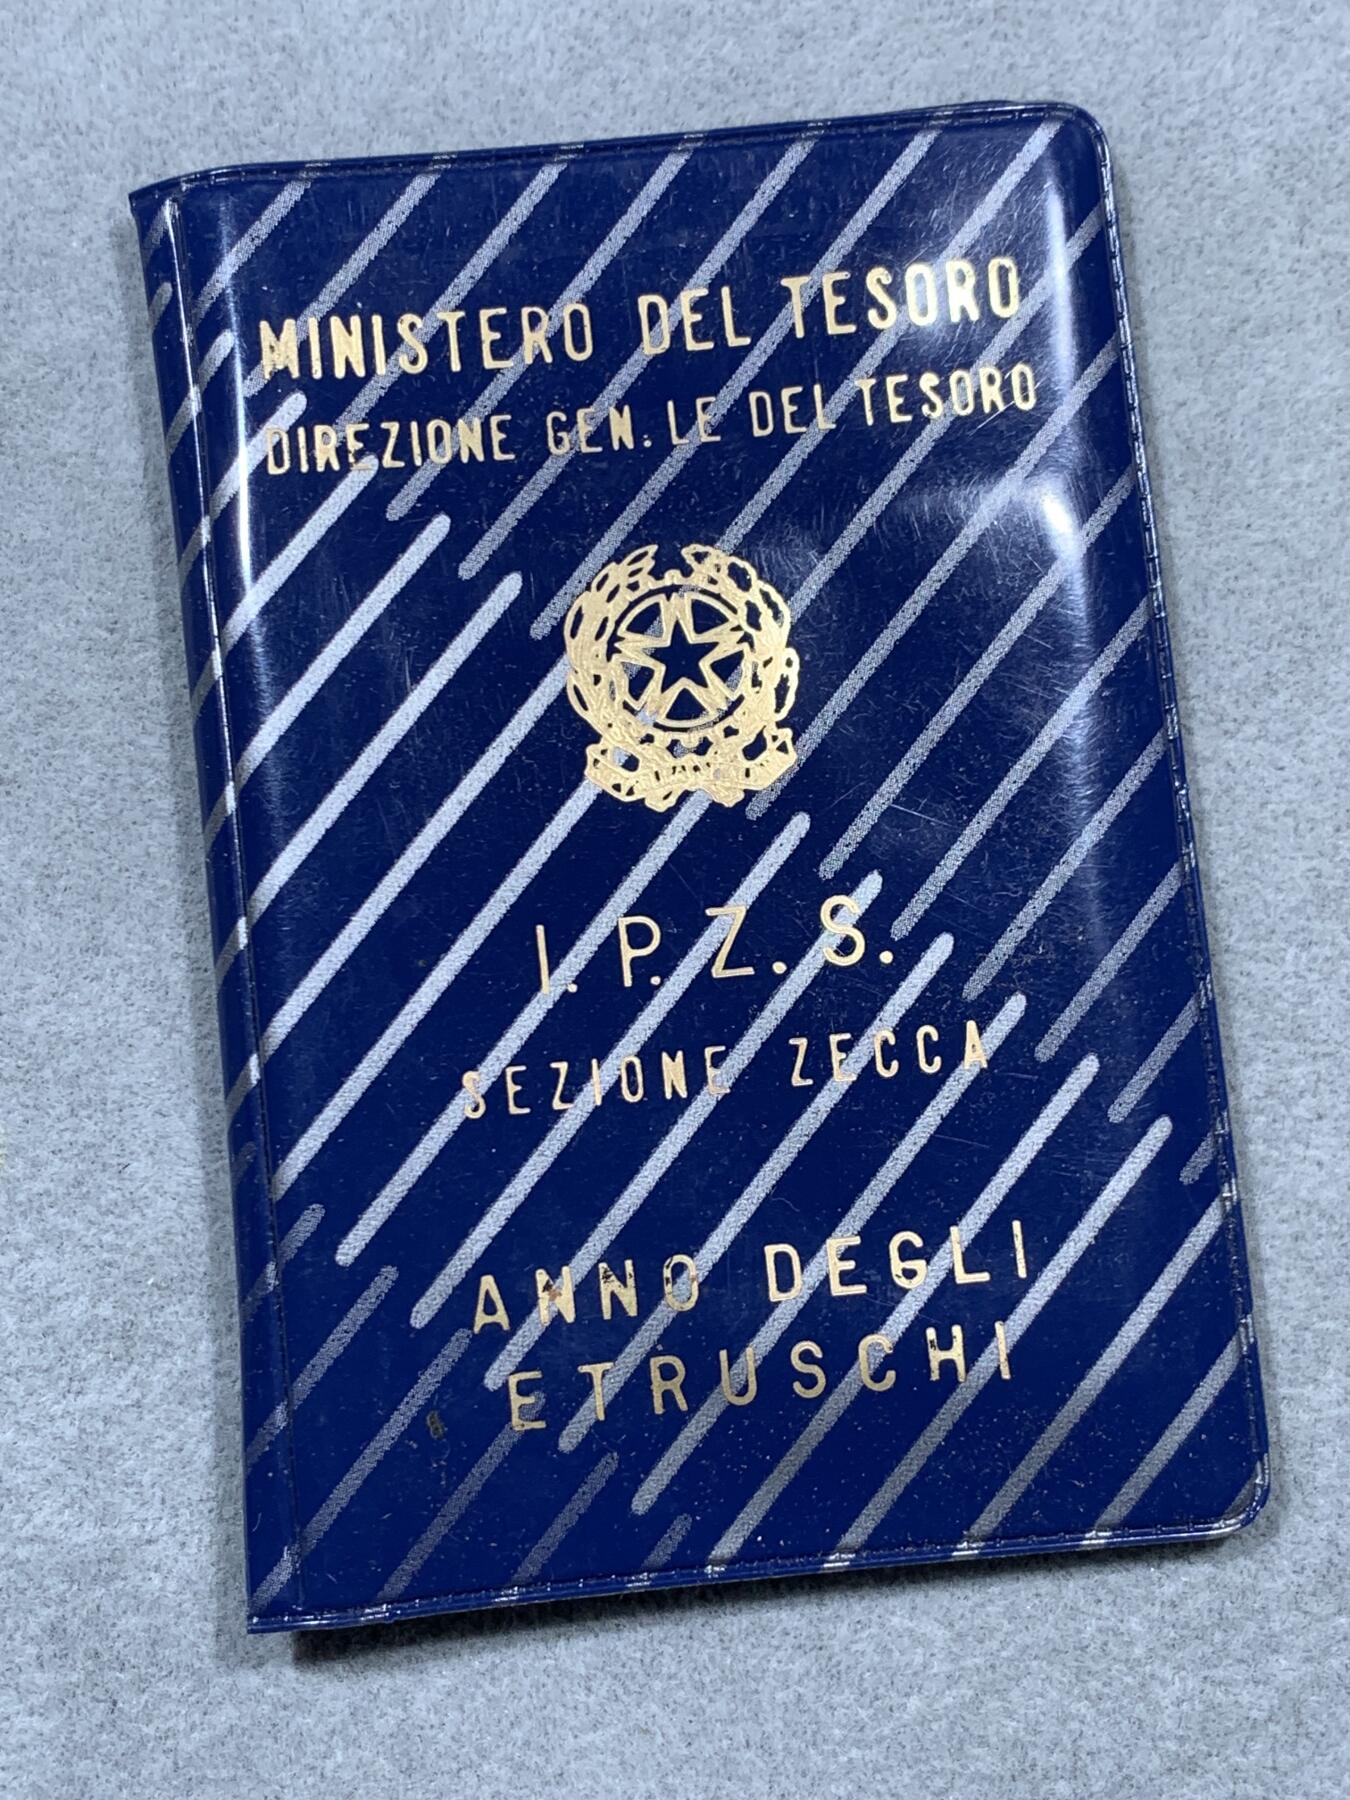 MINISTERO DEL TESORO
DIREZIONE GEN. LE DEL TESORO
I. P. Z. S.
SEZIONE ZECCA
ANNO DEGLI
ETRUSCHI